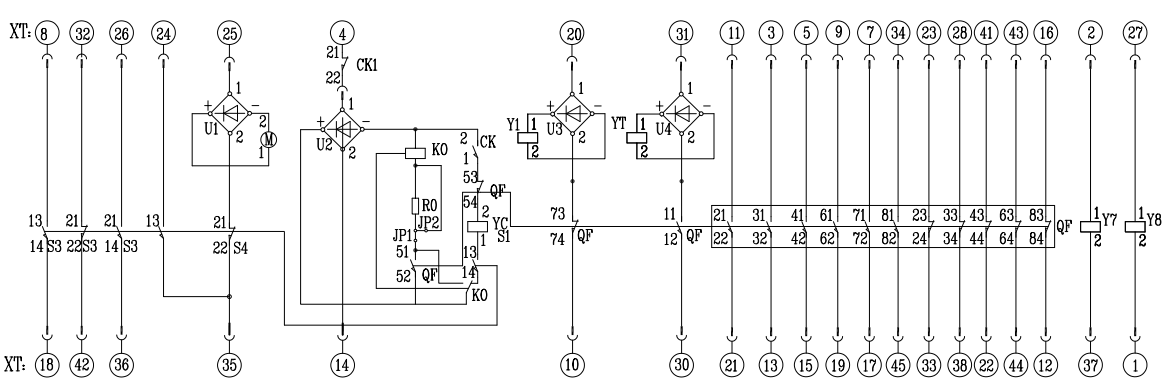 XT: 8 32 26 24 25 4 20 31 11 3 5 9 7 34 23 28 41 43 16 2 27
21
CK1
22
1 1 1 1
+ - + - + - + -
U1 2 U2 2 Y1 1 U3 YT 1 U4
2 M 1 2 2 2 2
K0 2 CK
1
53
QF
54
R0
JP2 2
YC
JP1 1 S1
13 21 21 13 21 73 11 21 31 41 61 71 81 23 33 43 63 83 1 Y7 1 Y8
14 S3 22 S3 14 S3 22 S4 74 QF 12 QF 22 32 42 62 72 82 24 34 44 64 84 QF 2 2
51 13
52 QF 14
K0
XT: 18 42 36 35 14 10 30 21 13 15 19 17 45 33 38 22 44 12 37 1